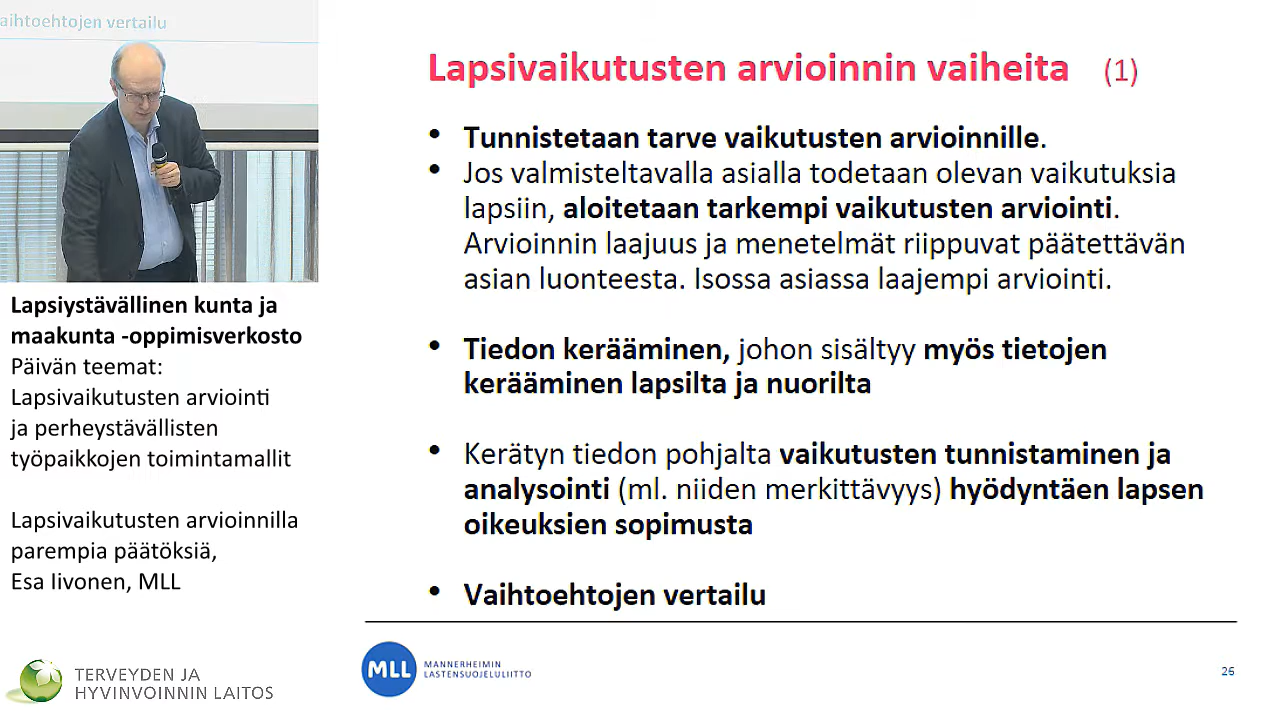 aihtoehtojen vertailu
Lapsiystävällinen kunta ja
maakunta -oppimisverkosto
Päivän teemat:
Lapsivaikutusten arviointi
ja perheystävällisten
työpaikkojen toimintamallit
Lapsivaikutusten arvioinnilla
parempia päätöksiä,
Esa Iivonen, MLL
TERVEYDEN JA
HYVINVOINNIN LAITOS
Lapsivaikutusten arvioinnin vaiheita (1)
• Tunnistetaan tarve vaikutusten arvioinnille.
• Jos valmisteltavalla asialla todetaan olevan vaikutuksia
lapsiin, aloitetaan tarkempi vaikutusten arviointi.
Arvioinnin laajuus ja menetelmät riippuvat päätettävän
asian luonteesta. Isossa asiassa laajempi arviointi.
• Tiedon kerääminen, johon sisältyy myös tietojen
kerääminen lapsilta ja nuorilta
• Kerätyn tiedon pohjalta vaikutusten tunnistaminen ja
analysointi (ml. niiden merkittävyys) hyödyntäen lapsen
oikeuksien sopimusta
• Vaihtoehtojen vertailu
MLL
MANNERHEIMIN
LASTENSUOJELULIITTO
25